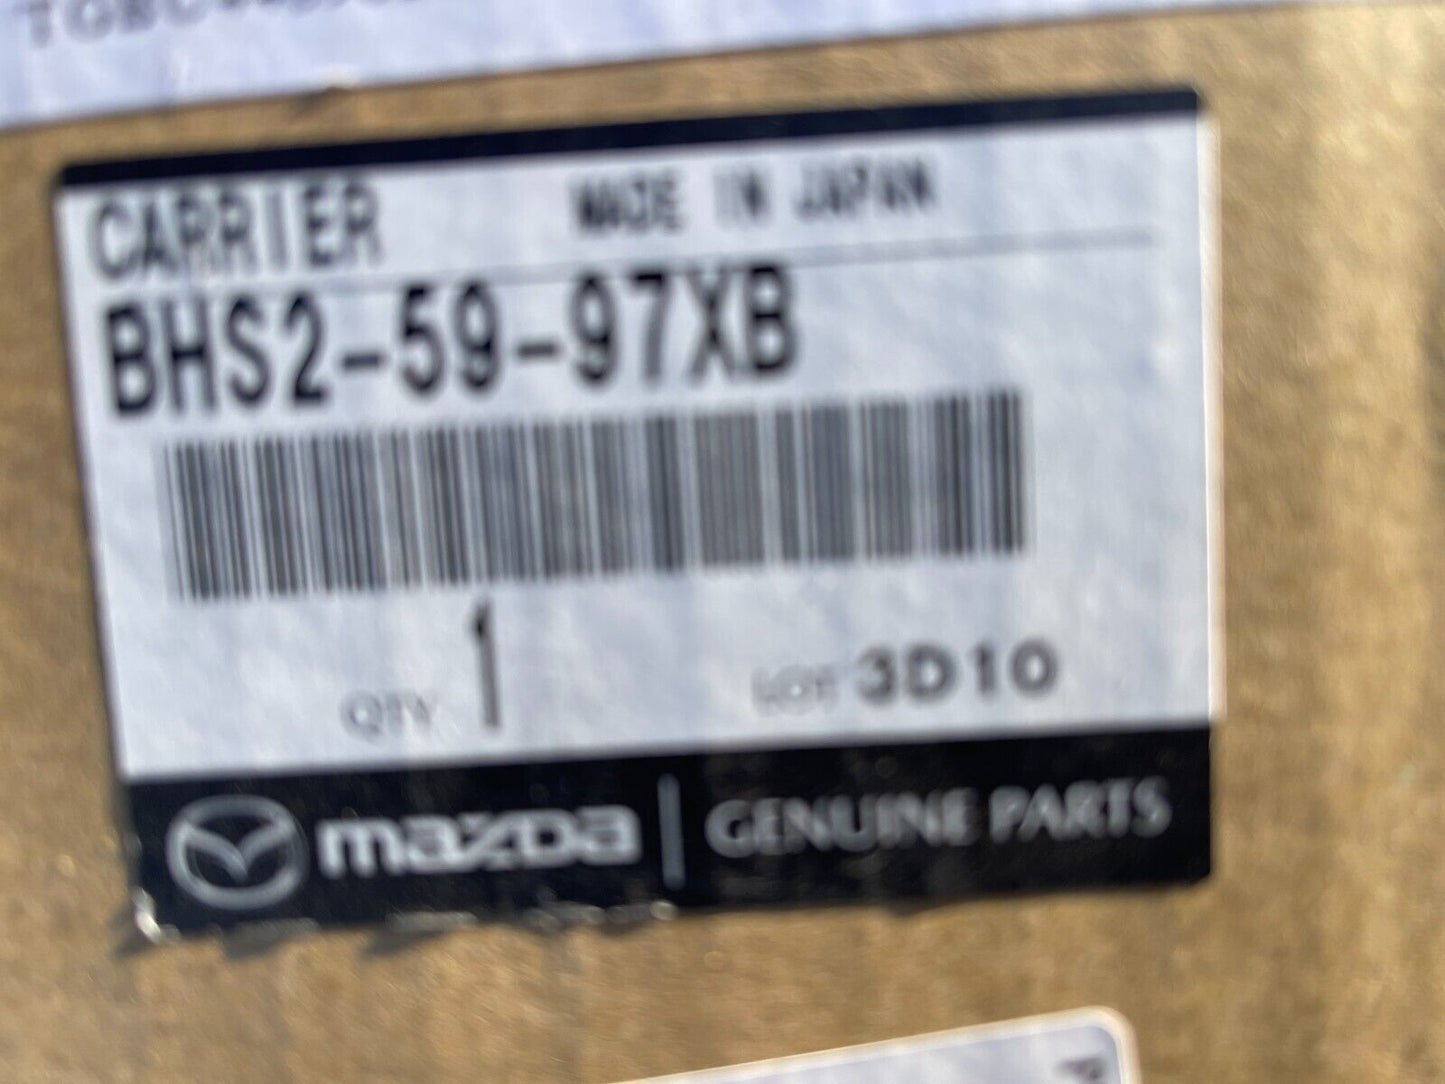 CARRIER MADE IN JAPAN
BHS2-59-97XB
QTY 1 LOT 3D10
mazda GENUINE PARTS